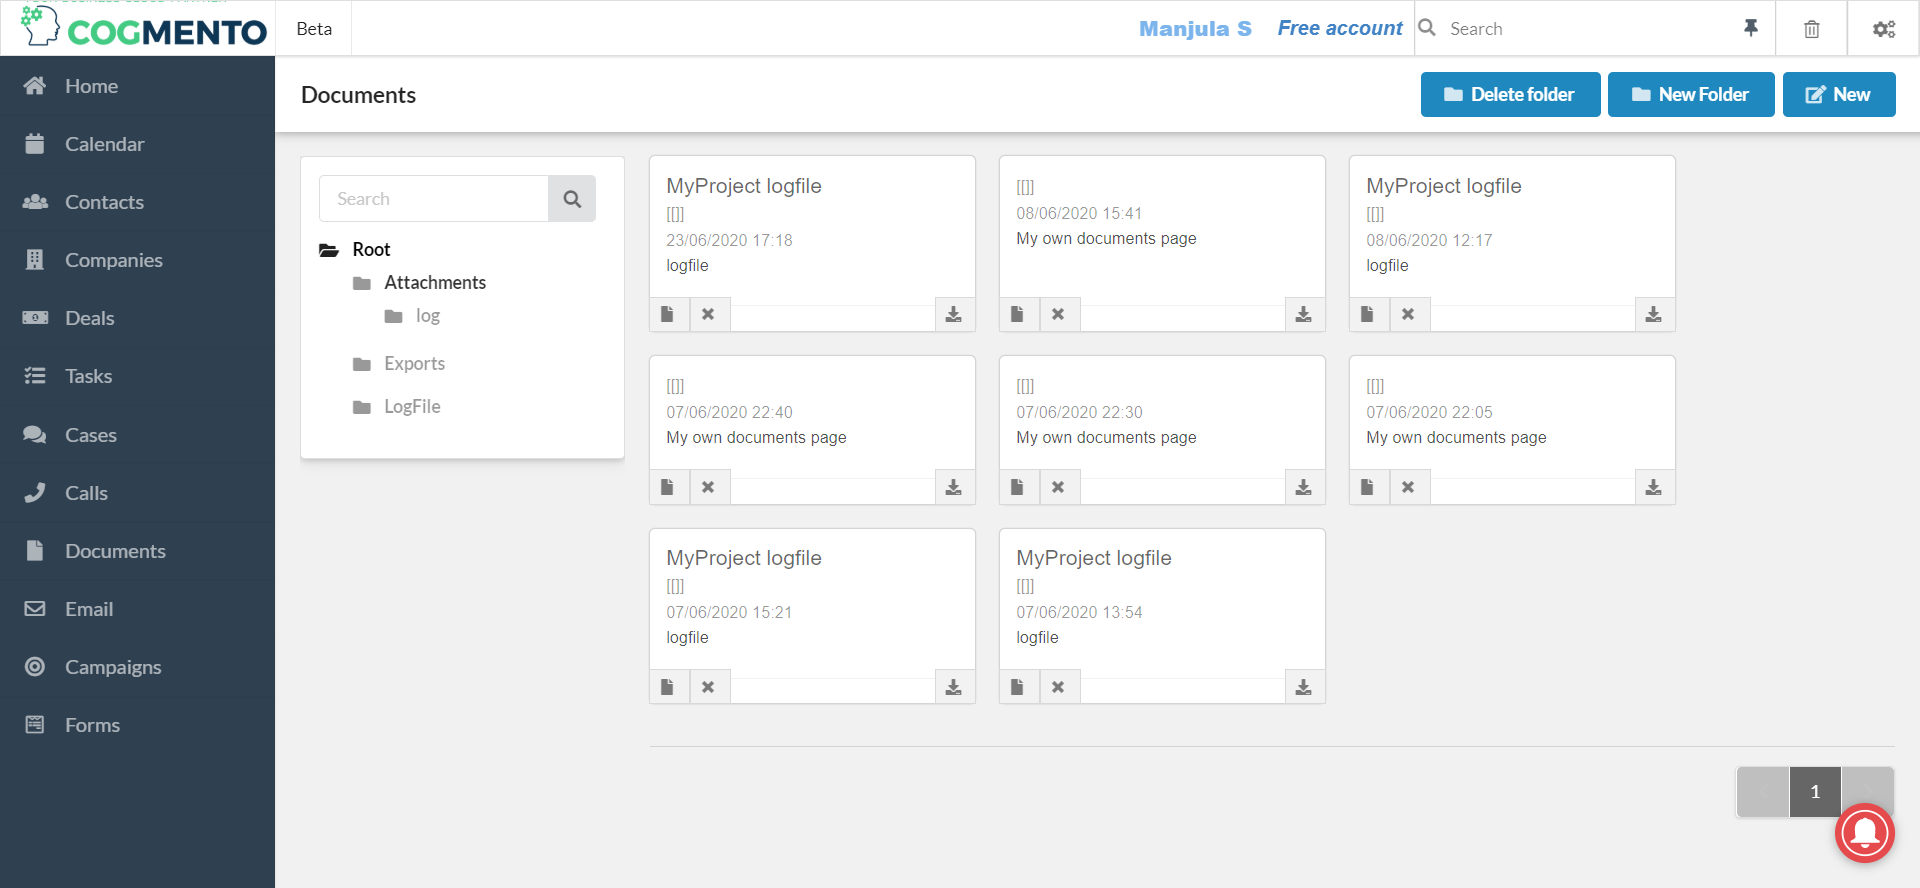 COGMENTO
Beta
Manjula S
Free account
Search
Home
Calendar
Contacts
Companies
Deals
Tasks
Cases
Calls
Documents
Email
Campaigns
Forms
Documents
Delete folder
New Folder
New
Search
Root
Attachments
log
Exports
LogFile
MyProject logfile
[[]]
23/06/2020 17:18
logfile
[[]]
08/06/2020 15:41
My own documents page
MyProject logfile
[[]]
08/06/2020 12:17
logfile
[[]]
07/06/2020 22:40
My own documents page
[[]]
07/06/2020 22:30
My own documents page
[[]]
07/06/2020 22:05
My own documents page
MyProject logfile
[[]]
07/06/2020 15:21
logfile
MyProject logfile
[[]]
07/06/2020 13:54
logfile
1